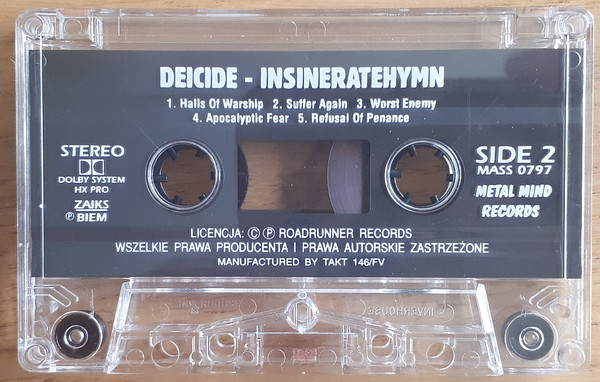 DEICIDE - INSINERATEHYMN
1. Halls Of Warship 2. Suffer Again 3. Worst Enemy
4. Apocalyptic Fear 5. Refusal Of Penance
STEREO
DOLBY SYSTEM
HX PRO
ZAIKS
Ⓟ BIEM
SIDE 2
MASS 0797
METAL MIND
RECORDS
LICENCJA: © Ⓟ ROADRUNNER RECORDS
WSZELKIE PRAWA PRODUCENTA I PRAWA AUTORSKIE ZASTRZEŻONE
MANUFACTURED BY TAKT 146/FV